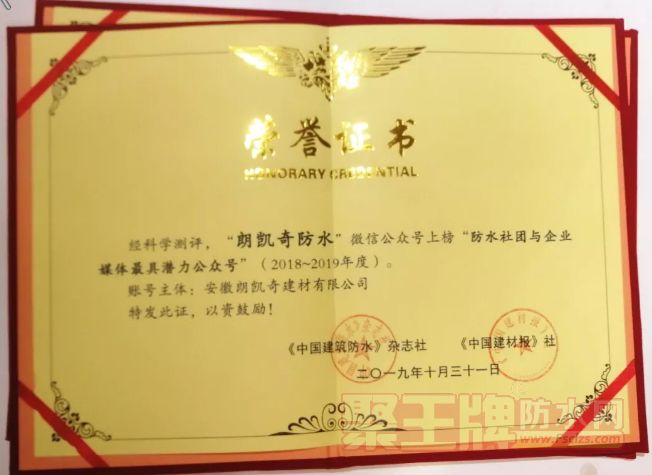 荣誉证书
HONORARY CREDENTIAL
经科学测评，“朗凯奇防水”微信公众号上榜“防水社团与企业
媒体最具潜力公众号”（2018~2019年度）。
账号主体：安徽朗凯奇建材有限公司
特发此证，以资鼓励！
《中国建筑防水》杂志社 《中国建材报》社
二〇一九年十月三十一日
聚王牌防水网